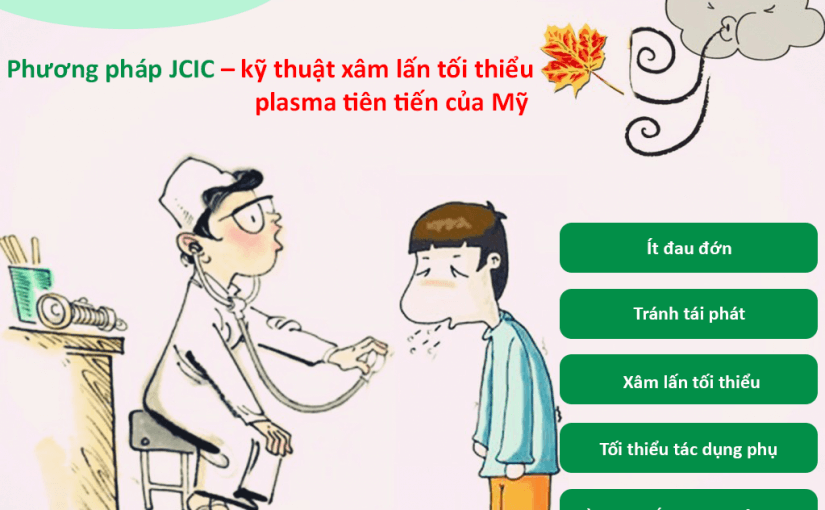 Phương pháp JCIC – kỹ thuật xâm lấn tối thiểu
plasma tiên tiến của Mỹ
Ít đau đớn
Tránh tái phát
Xâm lấn tối thiểu
Tối thiểu tác dụng phụ